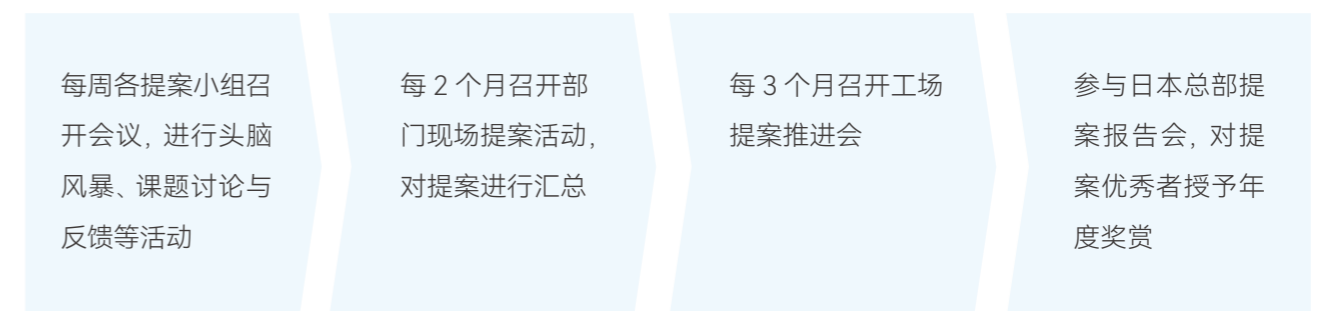 每周各提案小组召
开会议, 进行头脑
风暴、课题讨论与
反馈等活动
每 2 个月召开部
门现场提案活动,
对提案进行汇总
每 3 个月召开工场
提案推进会
参与日本总部提
案报告会, 对提
案优秀者授予年
度奖赏